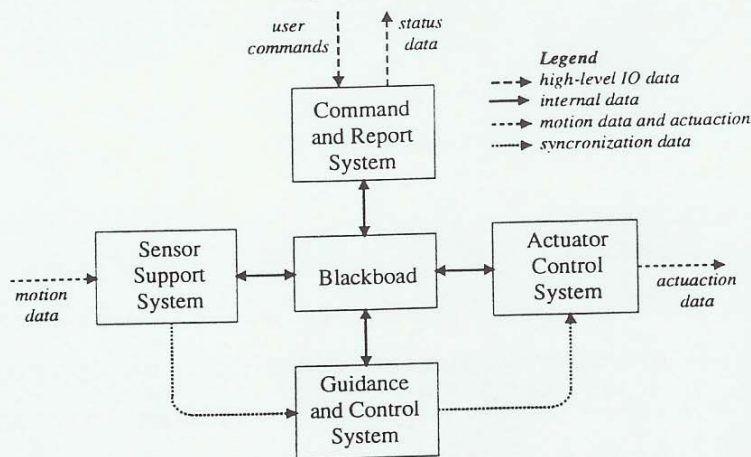 user
commands
status
data
Legend
high-level IO data
internal data
motion data and actuaction
syncronization data
Command
and Report
System
Sensor
Support
System
Blackboad
Actuator
Control
System
motion
data
actuaction
data
Guidance
and Control
System